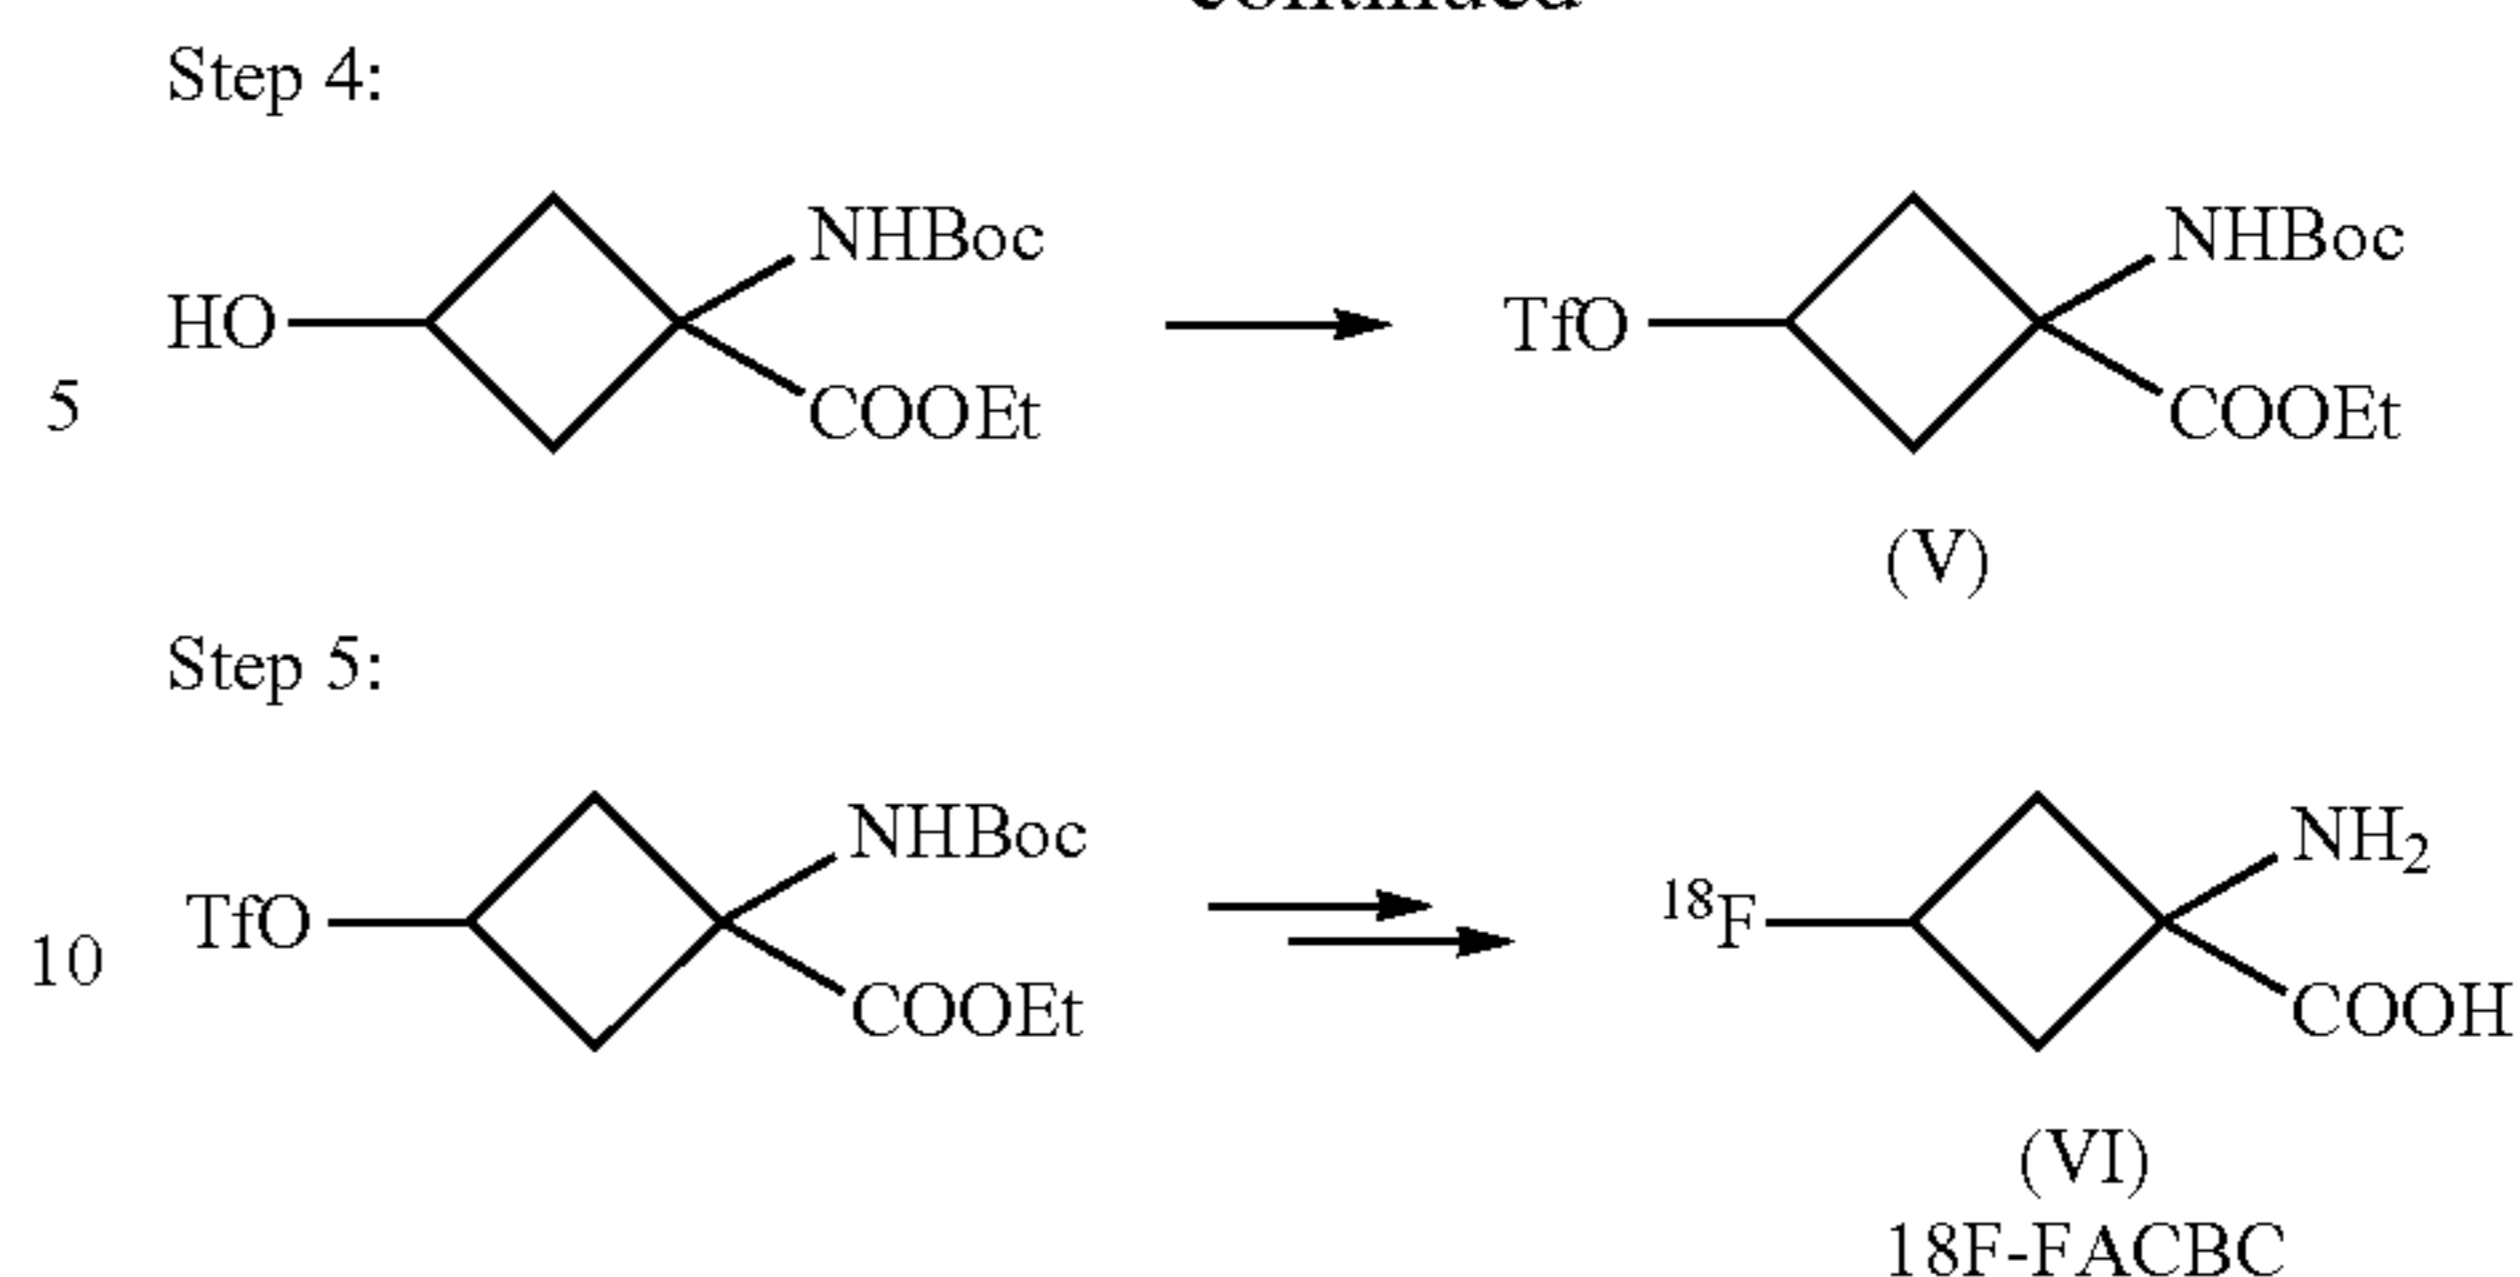 Step 4:
NHBoc
NHBoc
HO
TfO
5
COOEt
COOEt
(V)
Step 5:
NHBoc
NH2
TfO
18F
10
COOEt
COOH
(VI)
18F-FACBC